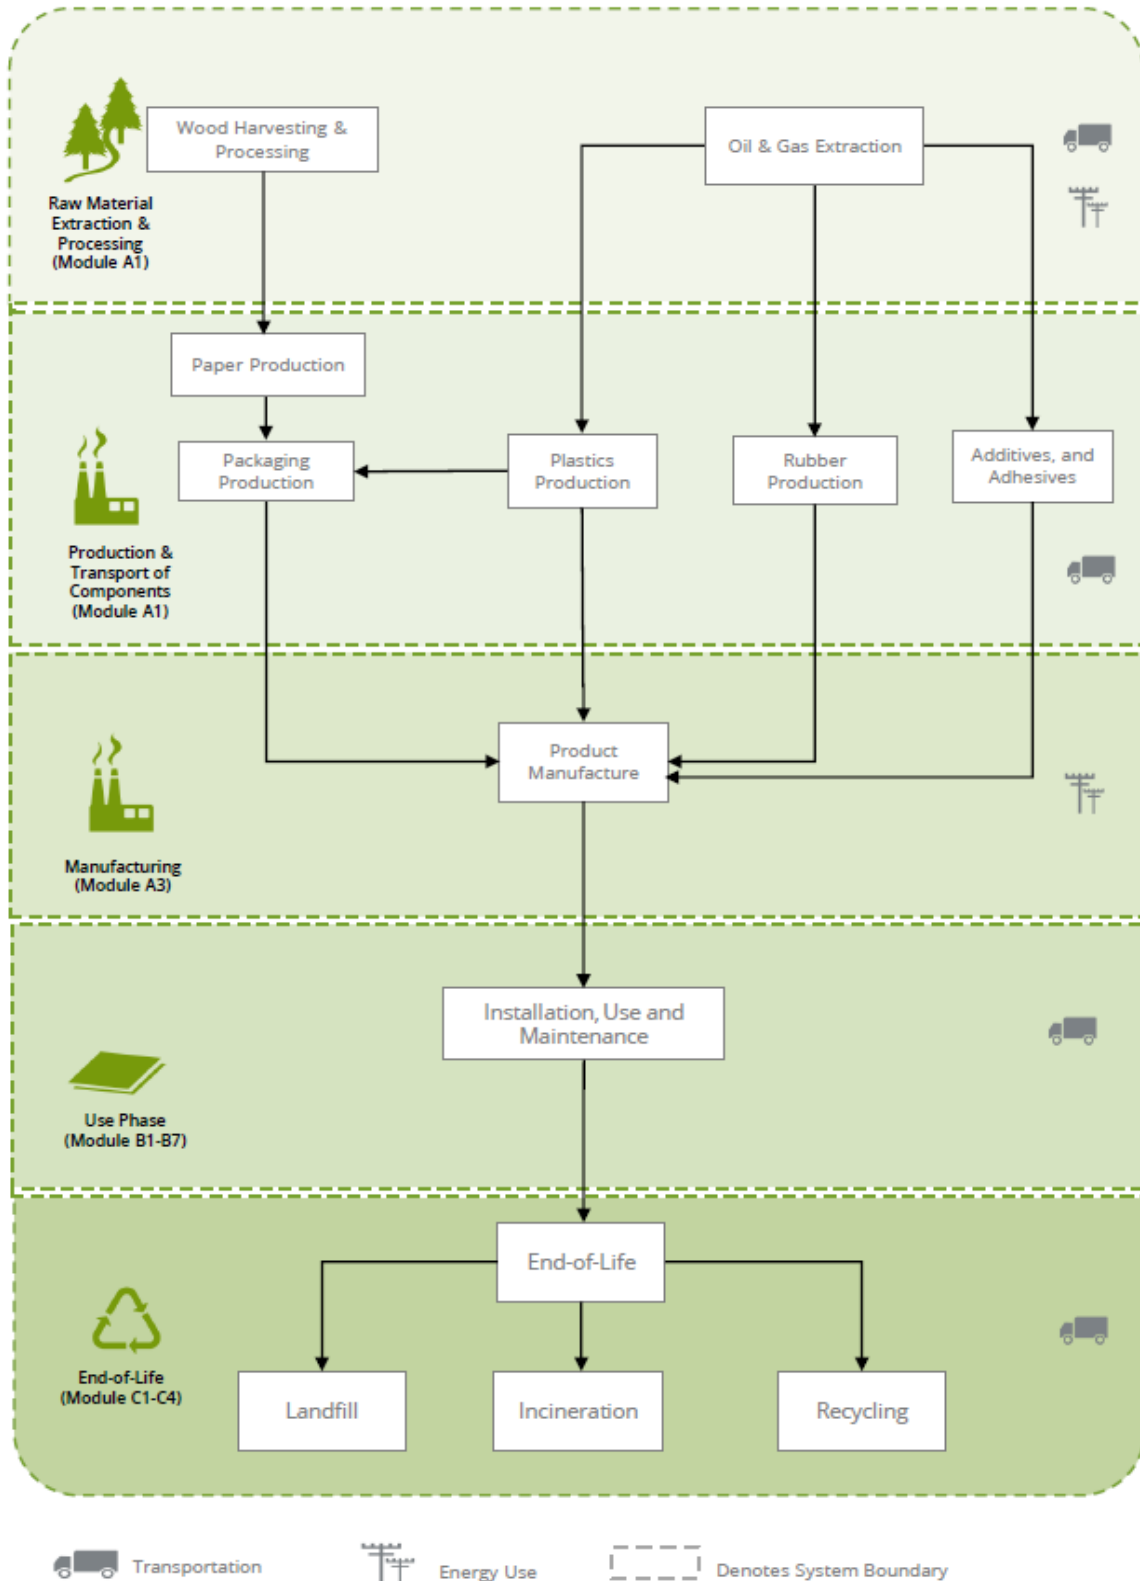 Wood Harvesting &
Processing
Oil & Gas Extraction
Raw Material
Extraction &
Processing
(Module A1)
Paper Production
Packaging
Production
Plastics
Production
Rubber
Production
Additives, and
Adhesives
Production &
Transport of
Components
(Module A1)
Product
Manufacture
Manufacturing
(Module A3)
Installation, Use and
Maintenance
Use Phase
(Module B1-B7)
End-of-Life
End-of-Life
(Module C1-C4)
Landfill
Incineration
Recycling
Transportation
Energy Use
Denotes System Boundary